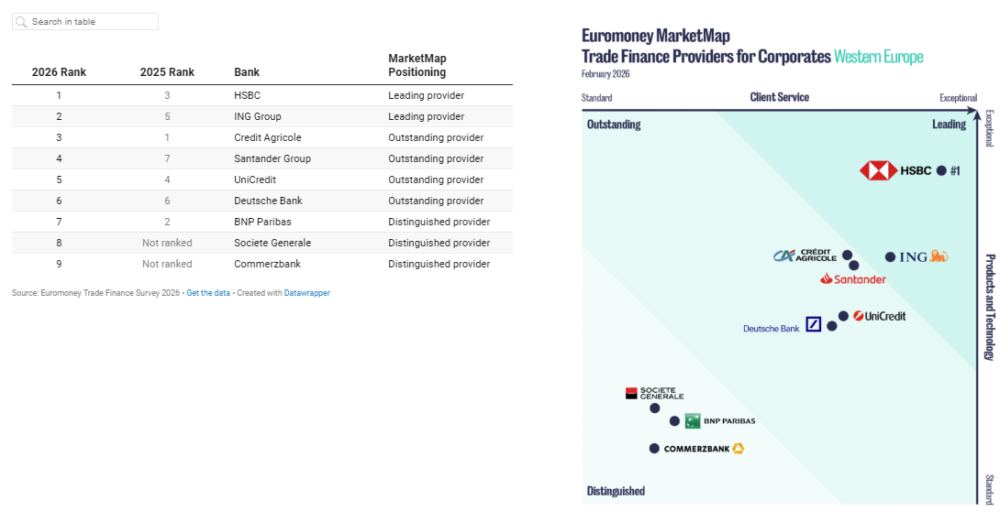 Search in table
2026 Rank 2025 Rank Bank MarketMap Positioning
1 3 HSBC Leading provider
2 5 ING Group Leading provider
3 1 Credit Agricole Outstanding provider
4 7 Santander Group Outstanding provider
5 4 UniCredit Outstanding provider
6 6 Deutsche Bank Outstanding provider
7 2 BNP Paribas Distinguished provider
8 Not ranked Societe Generale Distinguished provider
9 Not ranked Commerzbank Distinguished provider
Source: Euromoney Trade Finance Survey 2026 • Get the data • Created with Datawrapper
Euromoney MarketMap
Trade Finance Providers for Corporates Western Europe
February 2026
Standard Client Service Exceptional
Outstanding Leading
Exceptional
HSBC #1
CRÉDIT
AGRICOLE
ING
Santander
Products and Technology
UniCredit
Deutsche Bank
SOCIETE
GENERALE
BNP PARIBAS
COMMERZBANK
Distinguished
Standard